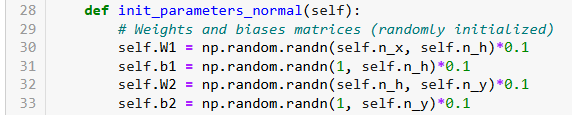 28 def init_parameters_normal(self):
29 # Weights and biases matrices (randomly initialized)
30 self.W1 = np.random.randn(self.n_x, self.n_h)*0.1
31 self.b1 = np.random.randn(1, self.n_h)*0.1
32 self.W2 = np.random.randn(self.n_h, self.n_y)*0.1
33 self.b2 = np.random.randn(1, self.n_y)*0.1